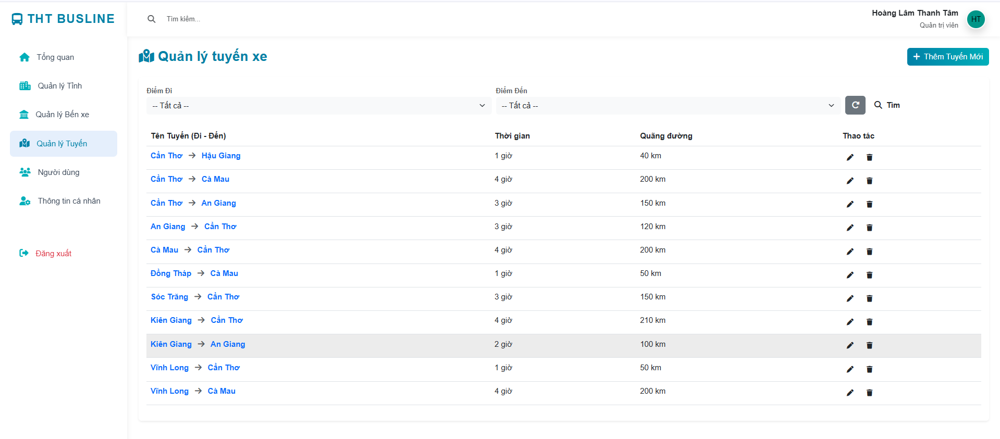 THT BUSLINE
Tìm kiếm...
Hoàng Lâm Thanh Tâm
Quản trị viên
HT
Tổng quan
Quản lý Tỉnh
Quản lý Bến xe
Quản lý Tuyến
Người dùng
Thông tin cá nhân
Đăng xuất
Quản lý tuyến xe
Thêm Tuyến Mới
Điểm Đi
Điểm Đến
-- Tất cả --
-- Tất cả --
Tìm
Tên Tuyến (Đi - Đến) Thời gian Quãng đường Thao tác
Cần Thơ → Hậu Giang 1 giờ 40 km
Cần Thơ → Cà Mau 4 giờ 200 km
Cần Thơ → An Giang 3 giờ 150 km
An Giang → Cần Thơ 3 giờ 120 km
Cà Mau → Cần Thơ 4 giờ 200 km
Đồng Tháp → Cà Mau 1 giờ 50 km
Sóc Trăng → Cần Thơ 3 giờ 150 km
Kiên Giang → Cần Thơ 4 giờ 210 km
Kiên Giang → An Giang 2 giờ 100 km
Vĩnh Long → Cần Thơ 1 giờ 50 km
Vĩnh Long → Cà Mau 4 giờ 200 km